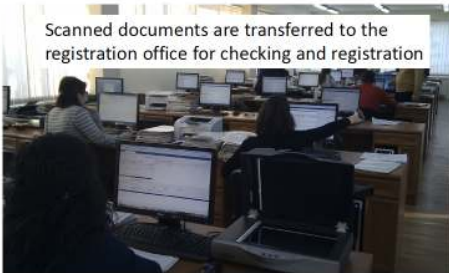 Scanned documents are transferred to the
registration office for checking and registration